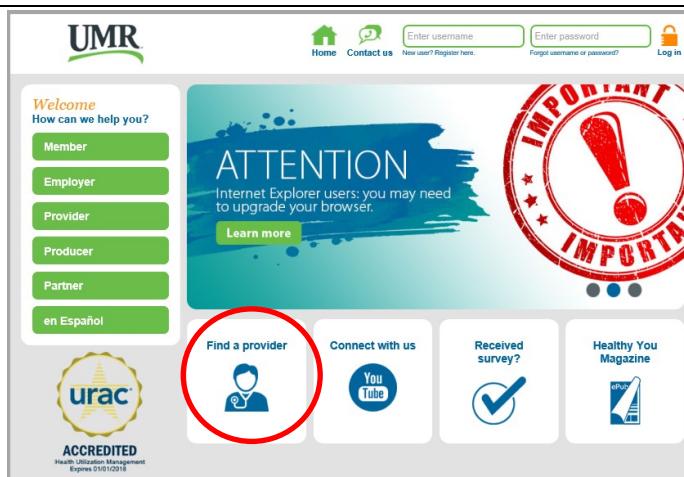 UMR
Home
Contact us
Enter username
New user? Register here.
Enter password
Forgot username or password?
Log in
Welcome
How can we help you?
Member
Employer
Provider
Producer
Partner
en Español
ATTENTION
Internet Explorer users: you may need
to upgrade your browser.
Learn more
IMPORTANT
IMPORTA
Find a provider
Connect with us
You
Tube
Received
survey?
Healthy You
Magazine
ePub
urac
ACCREDITED
Health Utilization Management
Expires 01/01/2018